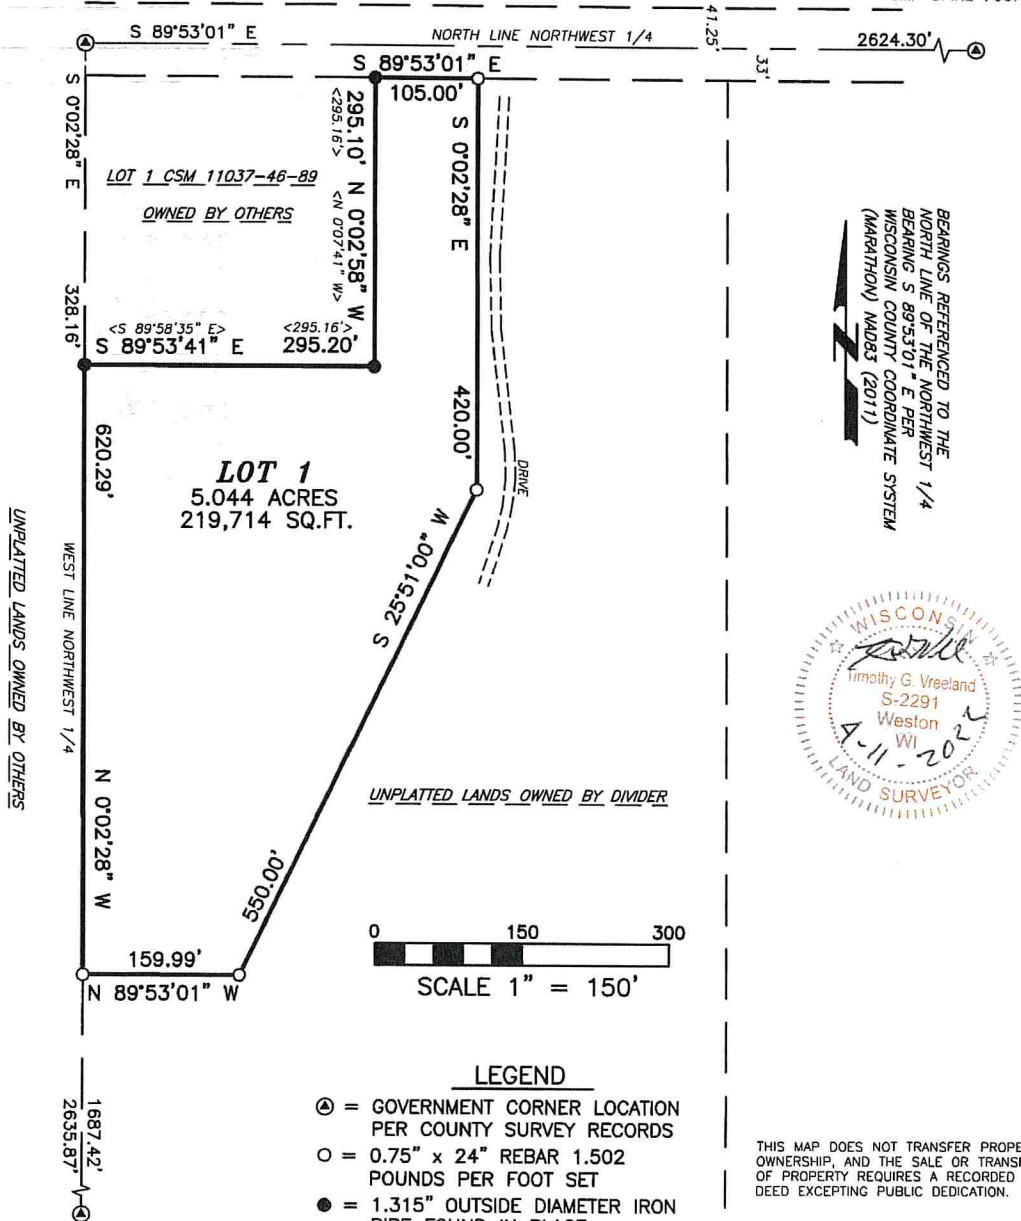 S 89°53'01" E
NORTH LINE NORTHWEST 1/4
41.25'
2624.30'
33'
S 89°53'01" E
105.00'
S 0°02'28" E
328.16'
LOT 1 CSM 11037-46-89
OWNED BY OTHERS
295.10' N 0°02'58" W
<295.16'> <N 0°07'41" W>
S 0°02'28" E
420.00'
<S 89°58'35" E> <295.16'>
S 89°53'41" E 295.20'
DRIVE
BEARINGS REFERENCED TO THE
NORTH LINE OF THE NORTHWEST 1/4
BEARING S 89°53'01" E PER
WISCONSIN COUNTY COORDINATE SYSTEM
(MARATHON) NAD83 (2011)
N
LOT 1
5.044 ACRES
219,714 SQ.FT.
620.29'
N 0°02'28" W
WEST LINE NORTHWEST 1/4
UNPLATTED LANDS OWNED BY OTHERS
S 25°51'00" W
550.00'
WISCONSIN
Timothy G. Vreeland
S-2291
Weston
WI
4-11-2022
LAND SURVEYOR
UNPLATTED LANDS OWNED BY DIVIDER
159.99'
N 89°53'01" W
0 150 300
SCALE 1" = 150'
1687.42'
2635.87'
LEGEND
= GOVERNMENT CORNER LOCATION
PER COUNTY SURVEY RECORDS
= 0.75" x 24" REBAR 1.502
POUNDS PER FOOT SET
= 1.315" OUTSIDE DIAMETER IRON
PIPE FOUND IN PLACE
THIS MAP DOES NOT TRANSFER PROPE
OWNERSHIP, AND THE SALE OR TRANS
OF PROPERTY REQUIRES A RECORDED
DEED EXCEPTING PUBLIC DEDICATION.